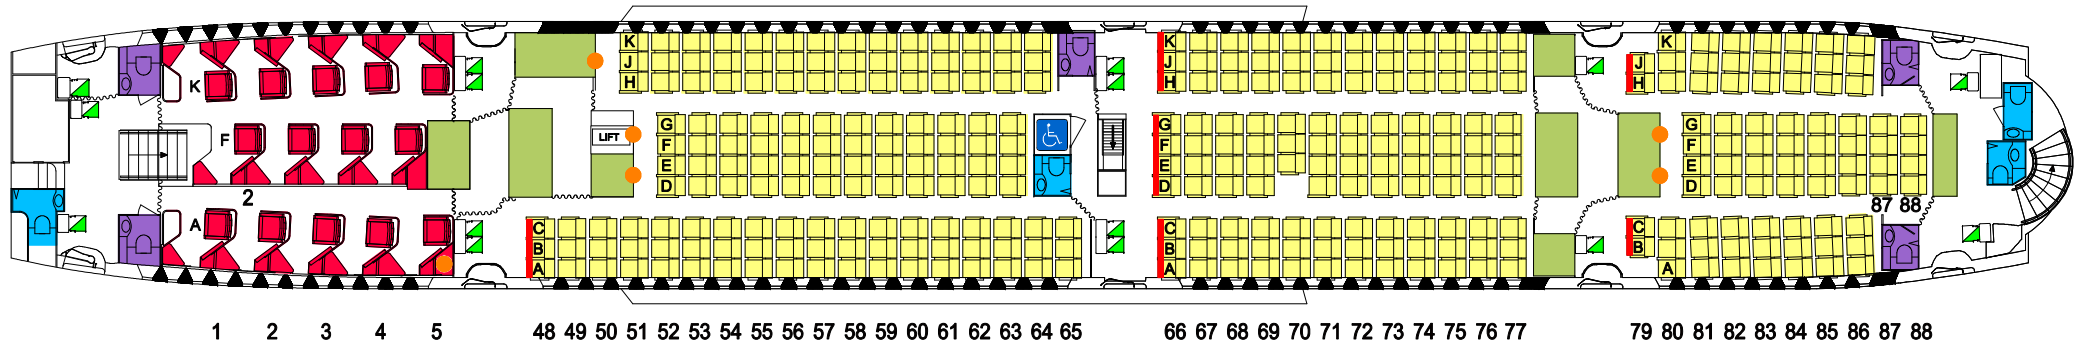 K K K K
J J J J
H H H
K
G G G
F LIFT F F F
E E E
D D D
2
87 88
A
C C C C
B B B B
A A A
1 2 3 4 5 48 49 50 51 52 53 54 55 56 57 58 59 60 61 62 63 64 65 66 67 68 69 70 71 72 73 74 75 76 77 79 80 81 82 83 84 85 86 87 88